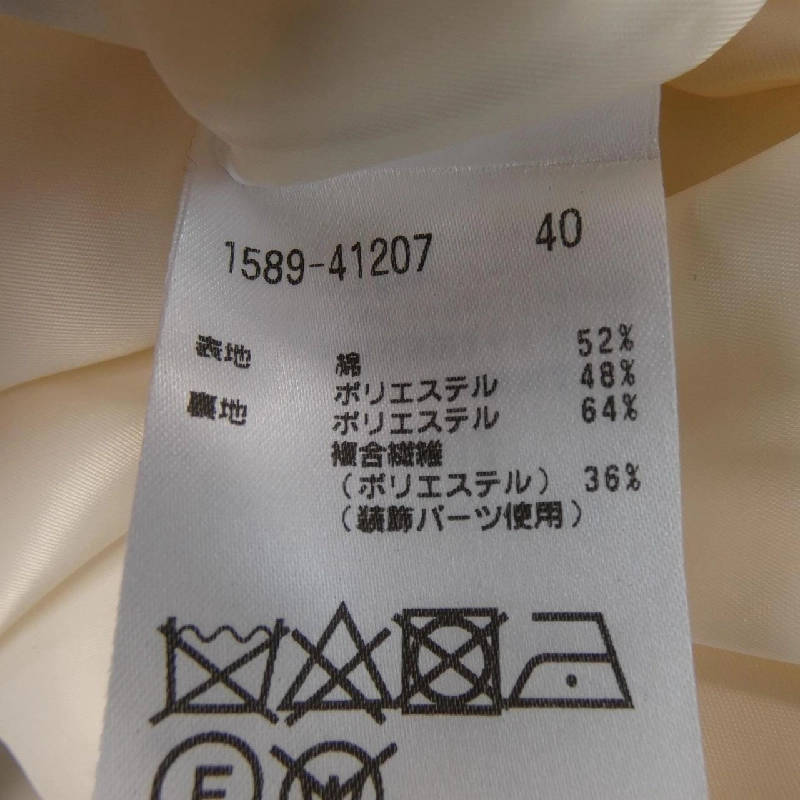 1589-41207 40
表地 綿 52%
ポリエステル 48%
裏地 ポリエステル 64%
複合繊維
(ポリエステル) 36%
(装飾パーツ使用)
F
W